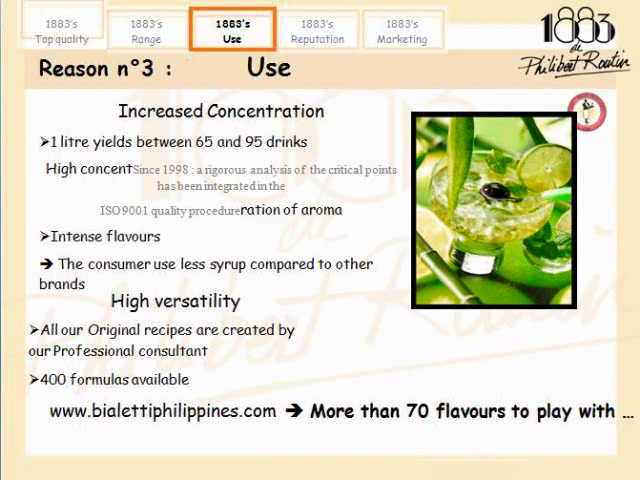 1883's
Top quality
1883's
Range
1883's
Use
1883's
Reputation
1883's
Marketing
1883
de
Philibert Routin
Reason n°3 : Use
Increased Concentration
➢1 litre yields between 65 and 95 drinks
High concentSince 1998 : a rigorous analysis of the critical points
has been integrated in the
ISO 9001 quality procedureration of aroma
➢Intense flavours
➔ The consumer use less syrup compared to other
brands
High versatility
➢All our Original recipes are created by
our Professional consultant
➢400 formulas available
www.bialettiphilippines.com ➔ More than 70 flavours to play with …